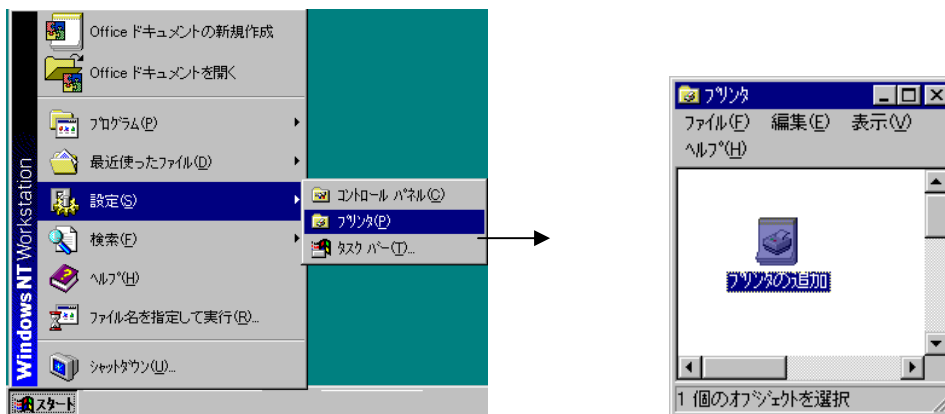 Windows NT Workstation
Office ドキュメントの新規作成
Office ドキュメントを開く
プログラム(P)
最近使ったファイル(D)
設定(S)
検索(F)
ヘルプ(H)
ファイル名を指定して実行(R)...
シャットダウン(U)...
スタート
コントロール パネル(C)
プリンタ(P)
タスク バー(T)...
プリンタ
ファイル(F) 編集(E) 表示(V)
ヘルプ(H)
プリンタの追加
1 個のオブジェクトを選択